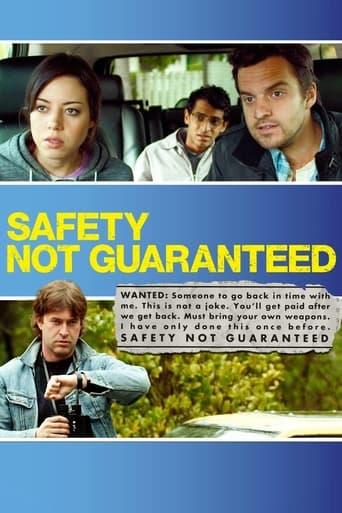 SAFETY
NOT GUARANTEED
WANTED: Someone to go back in time with
me. This is not a joke. You'll get paid after
we get back. Must bring your own weapons.
I have only done this once before.
SAFETY NOT GUARANTEED